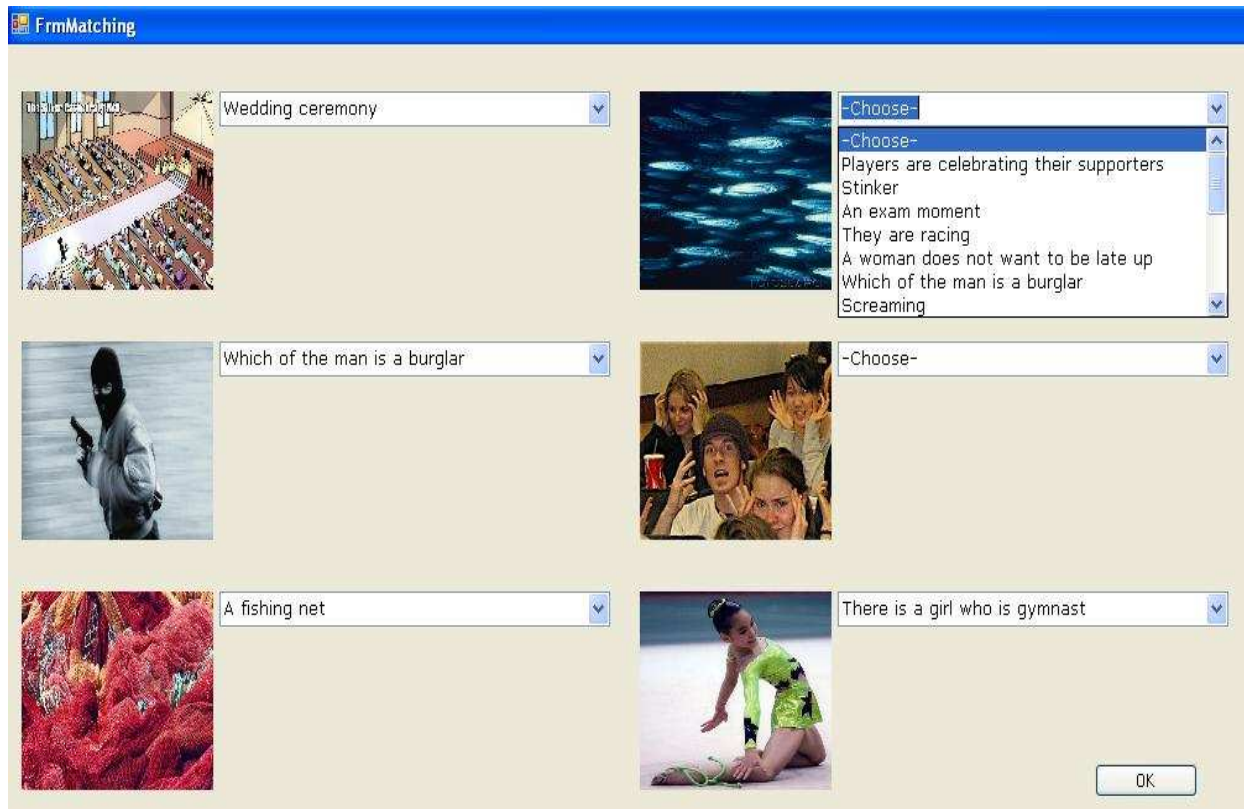 FrmMatching
Wedding ceremony
-Choose-
-Choose-
Players are celebrating their supporters
Stinker
An exam moment
They are racing
A woman does not want to be late up
Which of the man is a burglar
Screaming
Which of the man is a burglar
-Choose-
A fishing net
There is a girl who is gymnast
OK